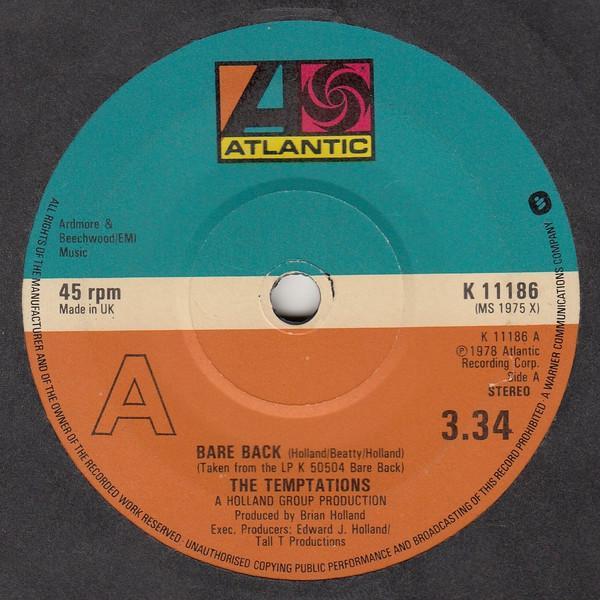 ATLANTIC
Ardmore &
Beechwood/EMI
Music
45 rpm
Made in UK
K 11186
(MS 1975 X)
K 11186 A
℗ 1978 Atlantic
Recording Corp.
Side A
STEREO
A
3.34
BARE BACK (Holland/Beatty/Holland)
(Taken from the LP K 50504 Bare Back)
THE TEMPTATIONS
A HOLLAND GROUP PRODUCTION
Produced by Brian Holland
Exec. Producers: Edward J. Holland/
Tall T Productions
ALL RIGHTS OF THE MANUFACTURER AND OF THE OWNER OF THE RECORDED WORK RESERVED · UNAUTHORISED COPYING PUBLIC PERFORMANCE AND BROADCASTING OF THIS RECORD PROHIBITED · A WARNER COMMUNICATIONS COMPANY